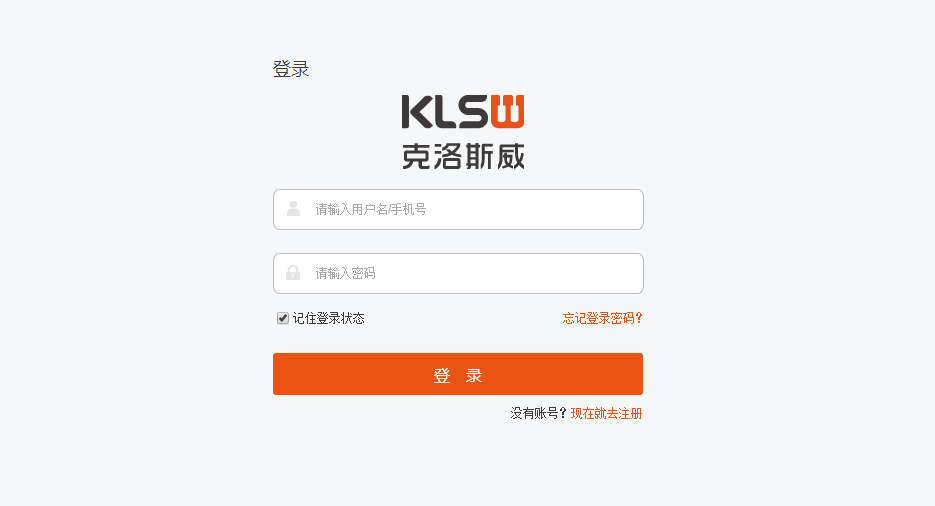 登录
KLSW
克洛斯威
请输入用户名/手机号
请输入密码
记住登录状态 忘记登录密码?
登 录
没有账号? 现在就去注册